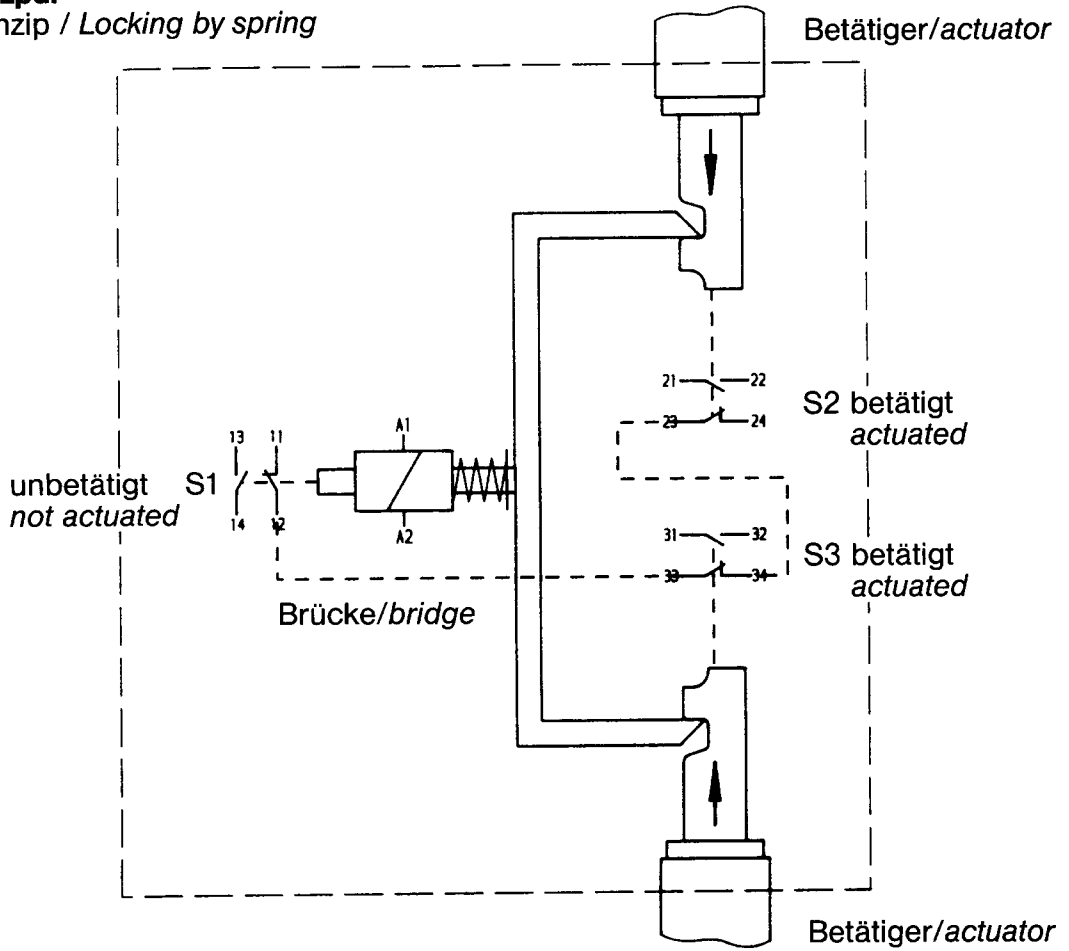 nzip / Locking by spring
Betätiger/actuator
21 22
S2 betätigt
actuated
23 24
13 11
A1
unbetätigt S1
not actuated
14 12
A2
31 32
S3 betätigt
actuated
33 34
Brücke/bridge
Betätiger/actuator